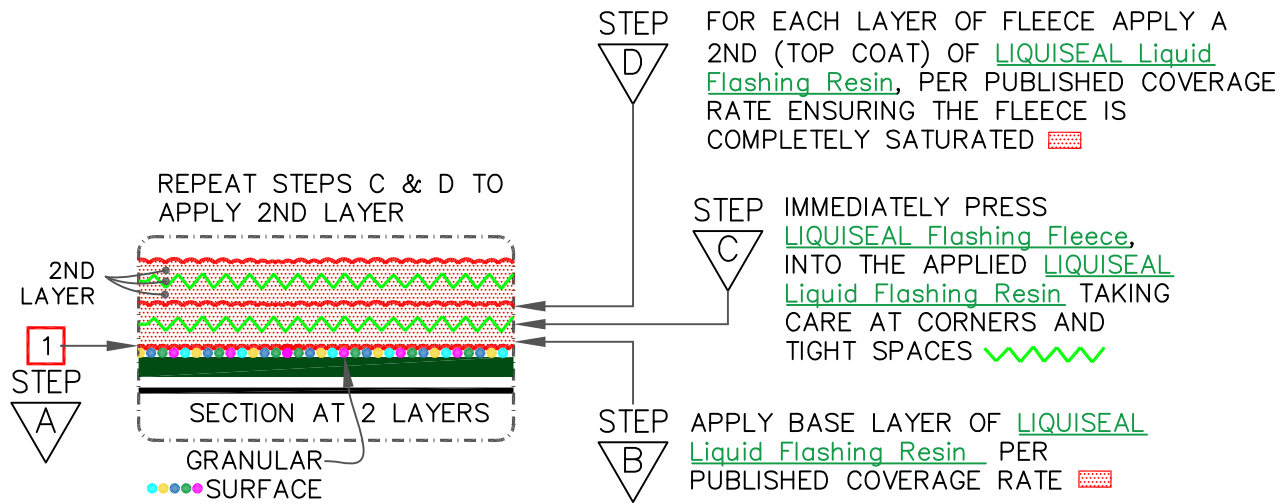 STEP
D
FOR EACH LAYER OF FLEECE APPLY A
2ND (TOP COAT) OF LIQUISEAL Liquid
Flashing Resin, PER PUBLISHED COVERAGE
RATE ENSURING THE FLEECE IS
COMPLETELY SATURATED
REPEAT STEPS C & D TO
APPLY 2ND LAYER
STEP
C
IMMEDIATELY PRESS
LIQUISEAL Flashing Fleece,
INTO THE APPLIED LIQUISEAL
Liquid Flashing Resin TAKING
CARE AT CORNERS AND
TIGHT SPACES
2ND
LAYER
1
STEP
A
SECTION AT 2 LAYERS
GRANULAR
SURFACE
STEP
B
APPLY BASE LAYER OF LIQUISEAL
Liquid Flashing Resin PER
PUBLISHED COVERAGE RATE